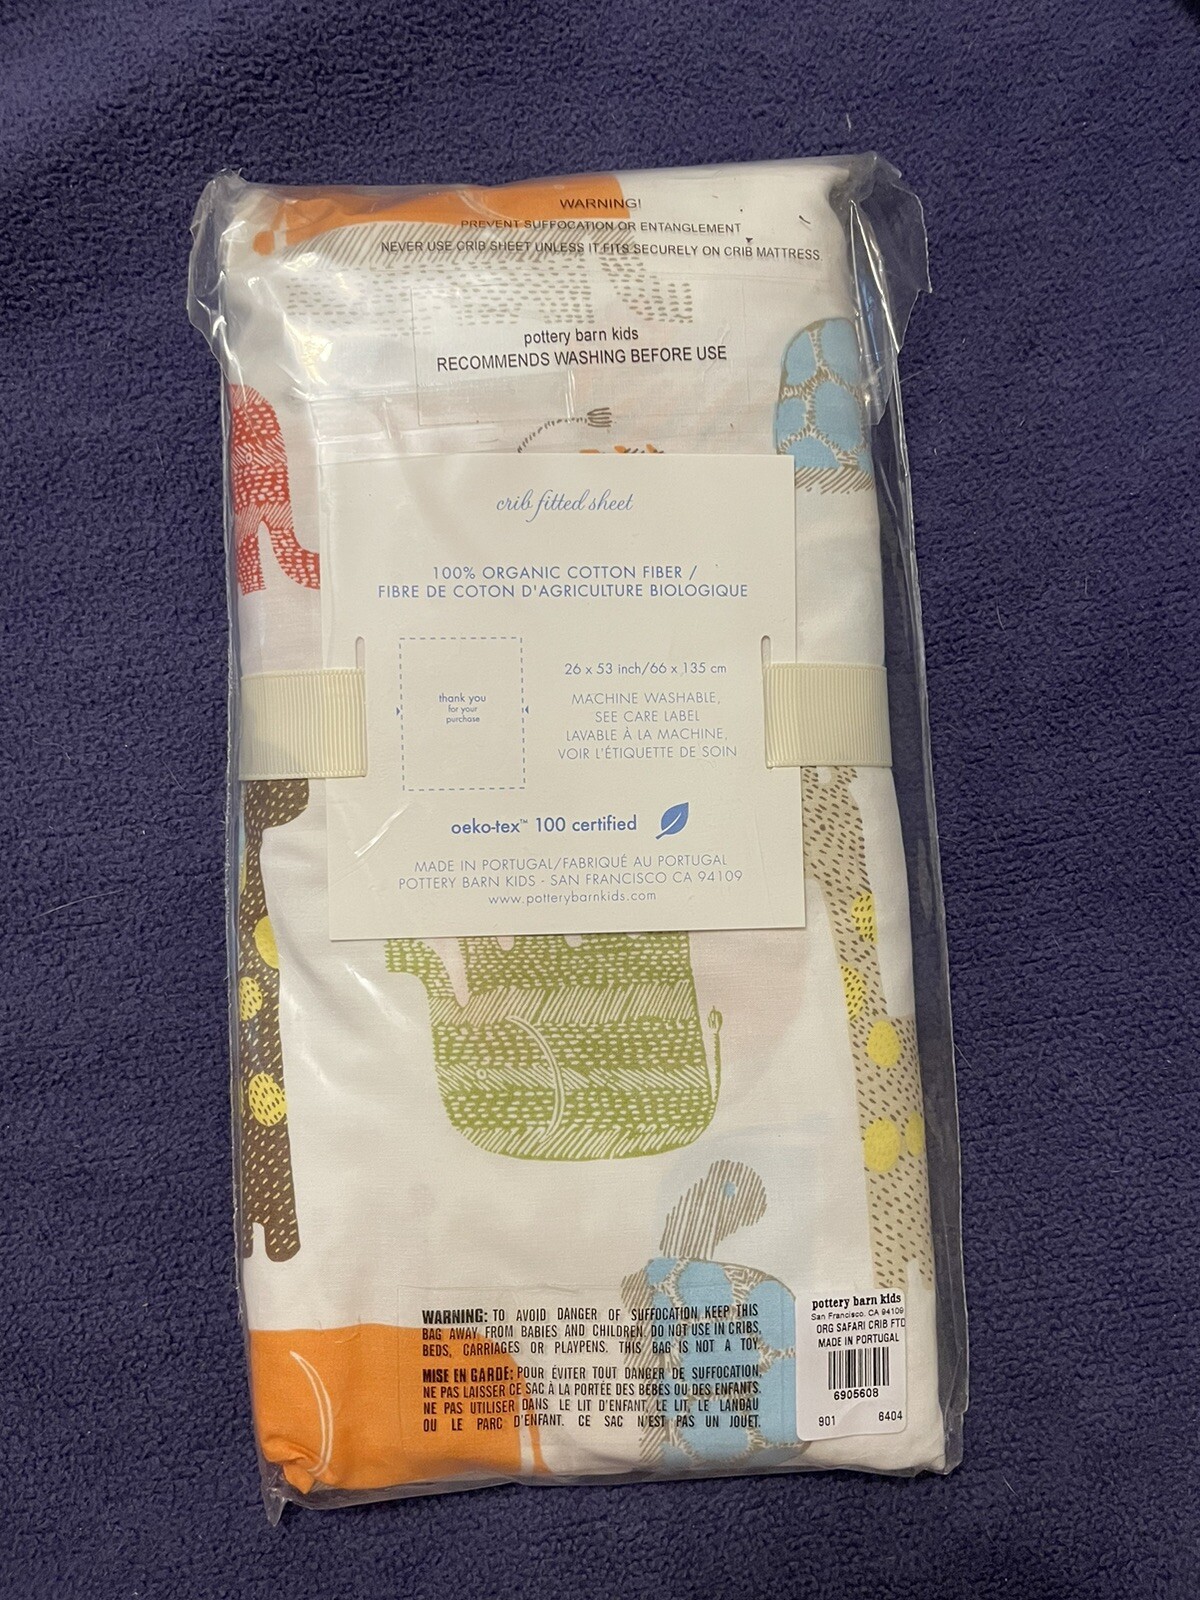 WARNING!
PREVENT SUFFOCATION OR ENTANGLEMENT
NEVER USE CRIB SHEET UNLESS IT FITS SECURELY ON CRIB MATTRESS.
pottery barn kids
RECOMMENDS WASHING BEFORE USE
crib fitted sheet
100% ORGANIC COTTON FIBER /
FIBRE DE COTON D'AGRICULTURE BIOLOGIQUE
thank you
for your
purchase
26 x 53 inch/66 x 135 cm
MACHINE WASHABLE,
SEE CARE LABEL
LAVABLE À LA MACHINE,
VOIR L'ÉTIQUETTE DE SOIN
oeko-tex™ 100 certified
MADE IN PORTUGAL/FABRIQUÉ AU PORTUGAL
POTTERY BARN KIDS - SAN FRANCISCO CA 94109
www.potterybarnkids.com
WARNING: TO AVOID DANGER OF SUFFOCATION, KEEP THIS
BAG AWAY FROM BABIES AND CHILDREN. DO NOT USE IN CRIBS,
BEDS, CARRIAGES OR PLAYPENS. THIS BAG IS NOT A TOY.
MISE EN GARDE: POUR ÉVITER TOUT DANGER DE SUFFOCATION,
NE PAS LAISSER CE SAC À LA PORTÉE DES BÉBÉS OU DES ENFANTS.
NE PAS UTILISER DANS LE LIT D'ENFANT, LE LIT, LE LANDAU
OU LE PARC D'ENFANT. CE SAC N'EST PAS UN JOUET.
pottery barn kids
San Francisco, CA 94109
ORG SAFARI CRIB FTD
MADE IN PORTUGAL
6905608
901 6404